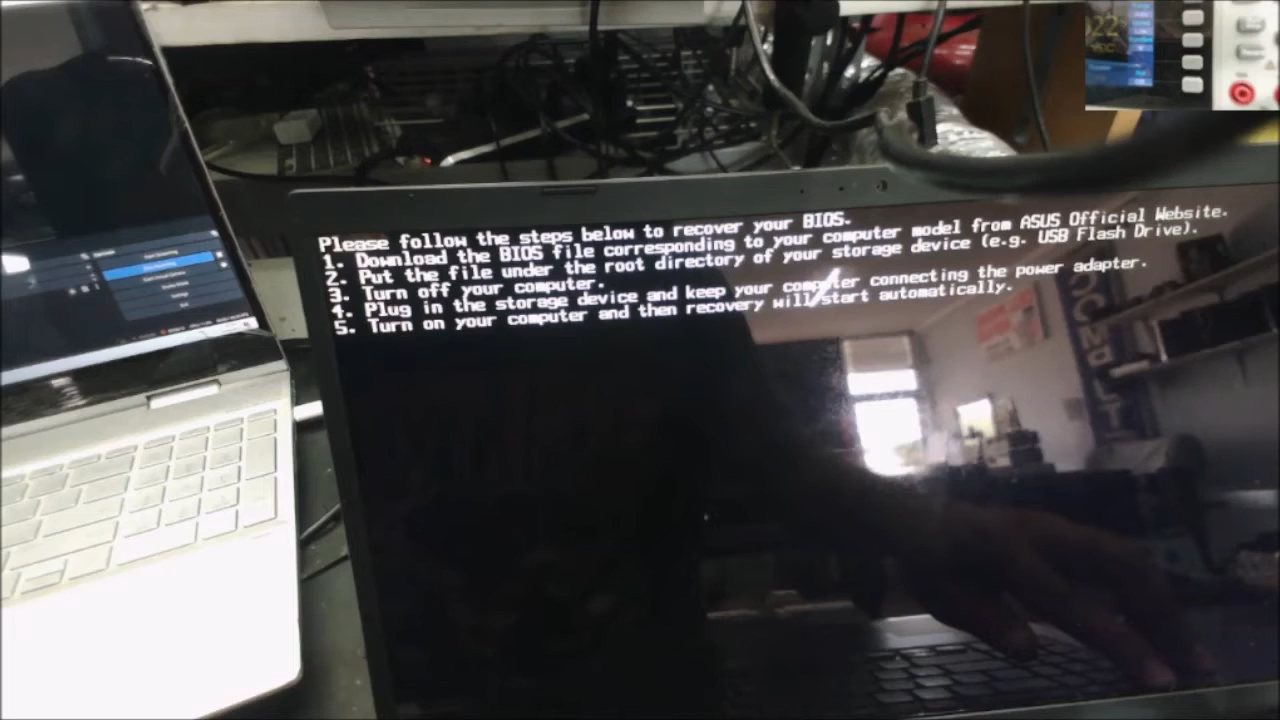 Please follow the steps below to recover your BIOS.
1. Download the BIOS file corresponding to your computer model from ASUS Official Website.
2. Put the file under the root directory of your storage device (e.g. USB Flash Drive).
3. Turn off your computer.
4. Plug in the storage device and keep your computer connecting the power adapter.
5. Turn on your computer and then recovery will start automatically.